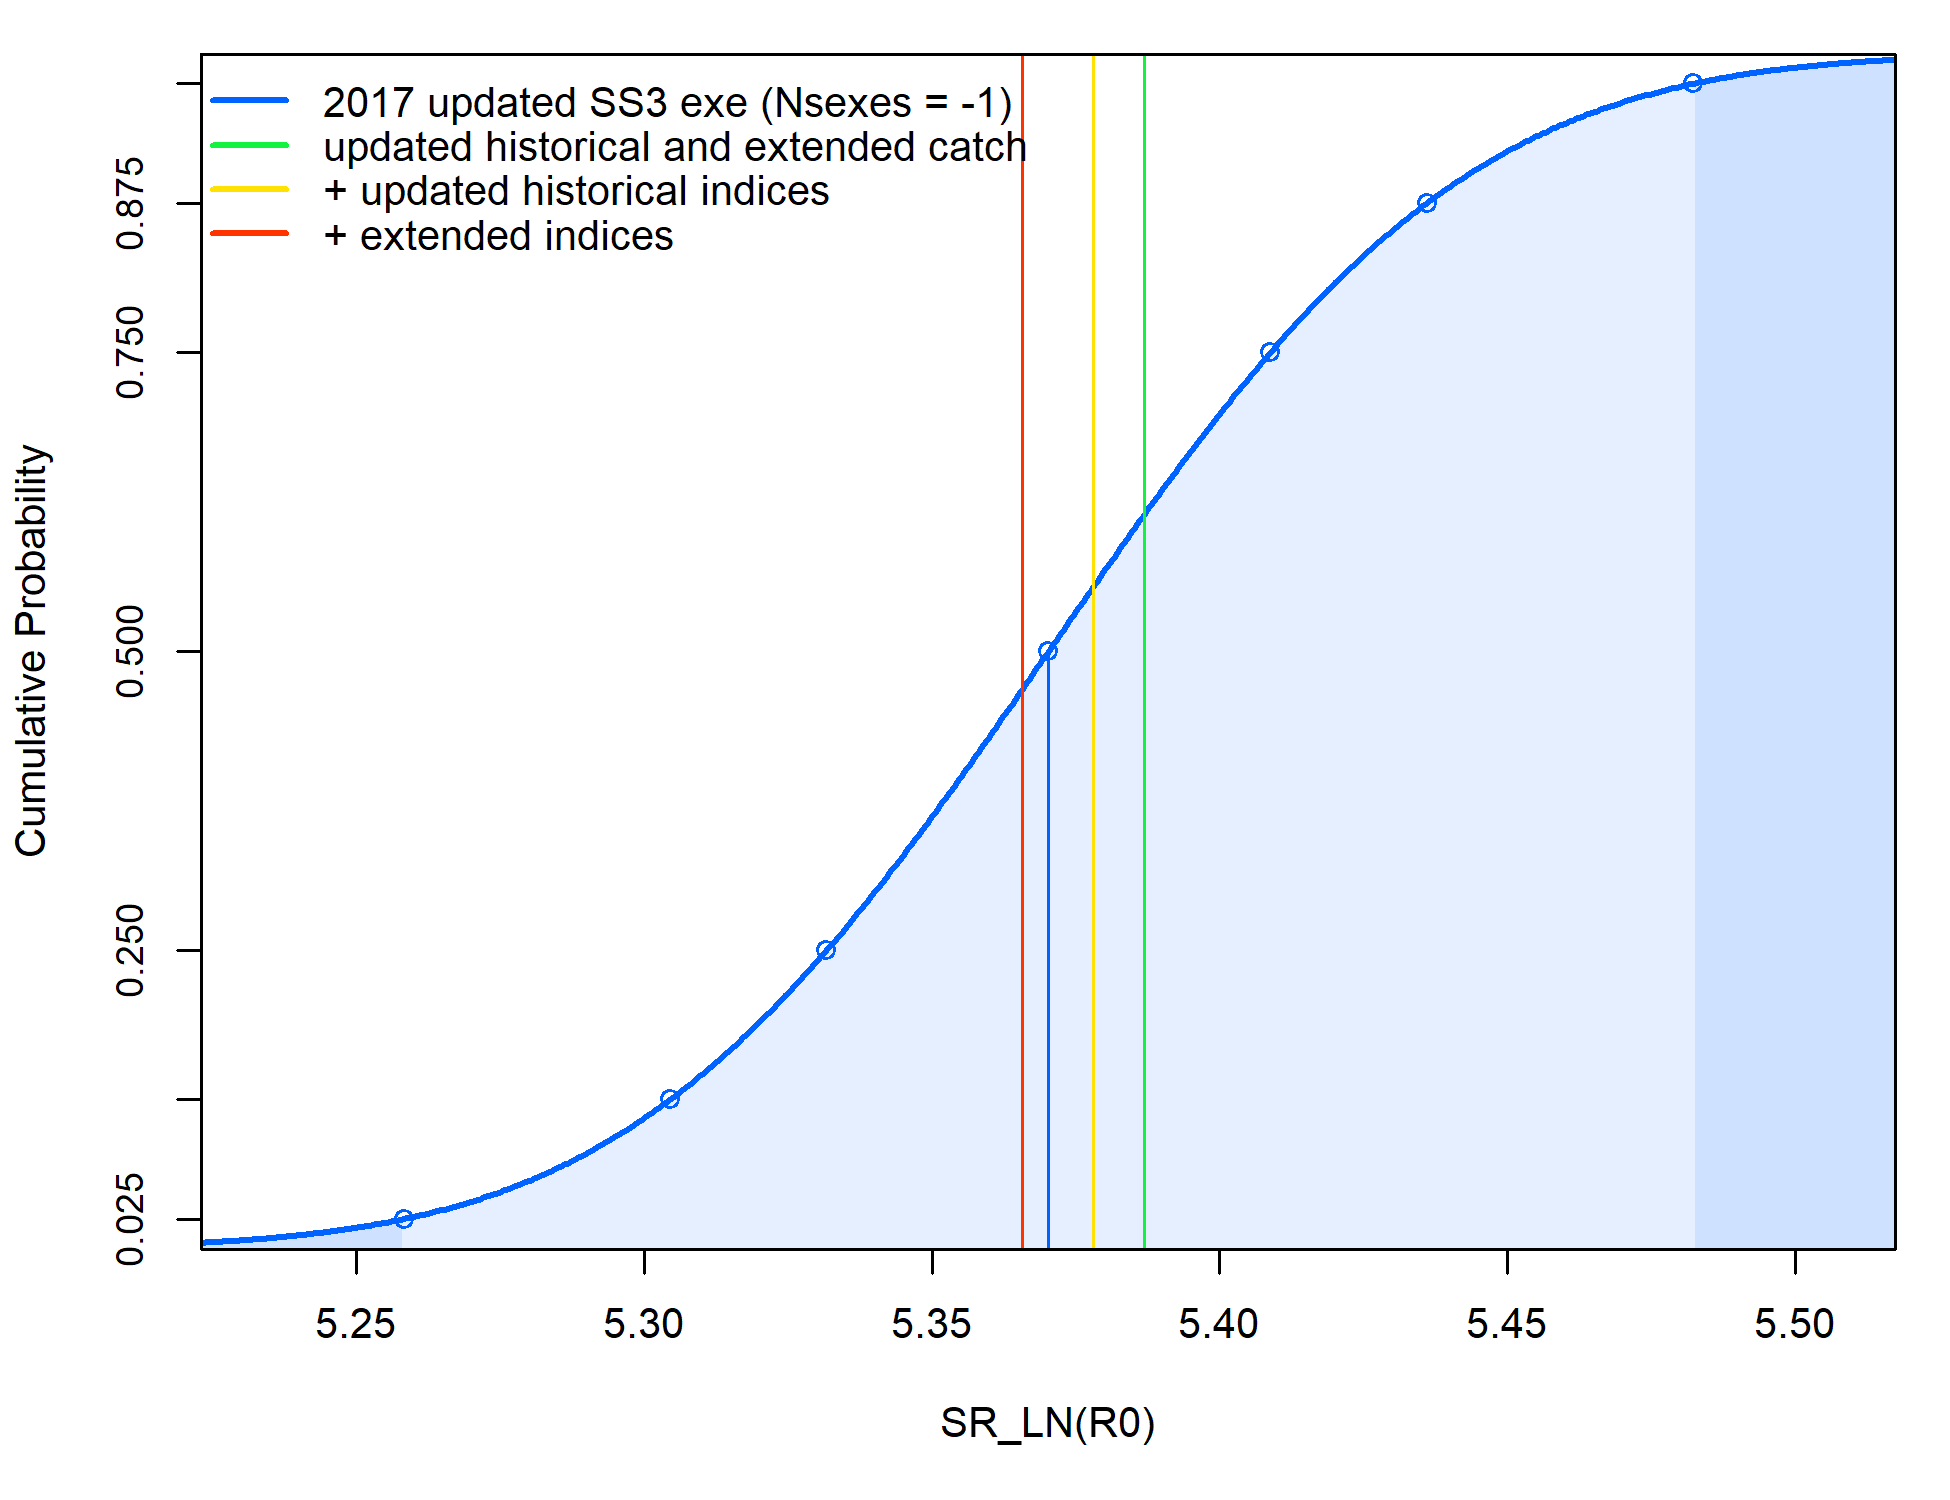 2017 updated SS3 exe (Nsexes = -1)
updated historical and extended catch
+ updated historical indices
+ extended indices
Cumulative Probability
0.875
0.750
0.500
0.250
0.025
5.25 5.30 5.35 5.40 5.45 5.50
SR_LN(R0)